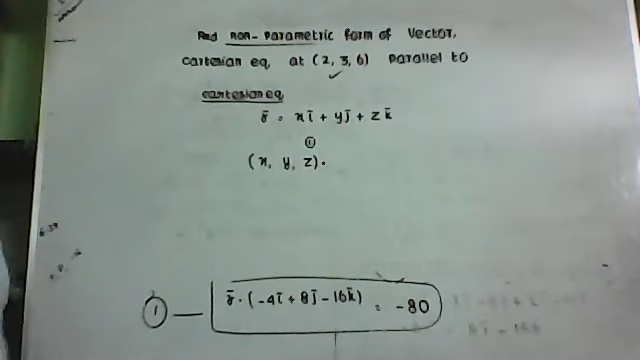 Find non-parametric form of vector,
cartesian eq at (2, 3, 6) parallel to
cartesian eq
r̄ = xī + yj̄ + zk̄
①
(x, y, z).
① — r̄ · (-4ī + 8j̄ - 16k̄) = -80